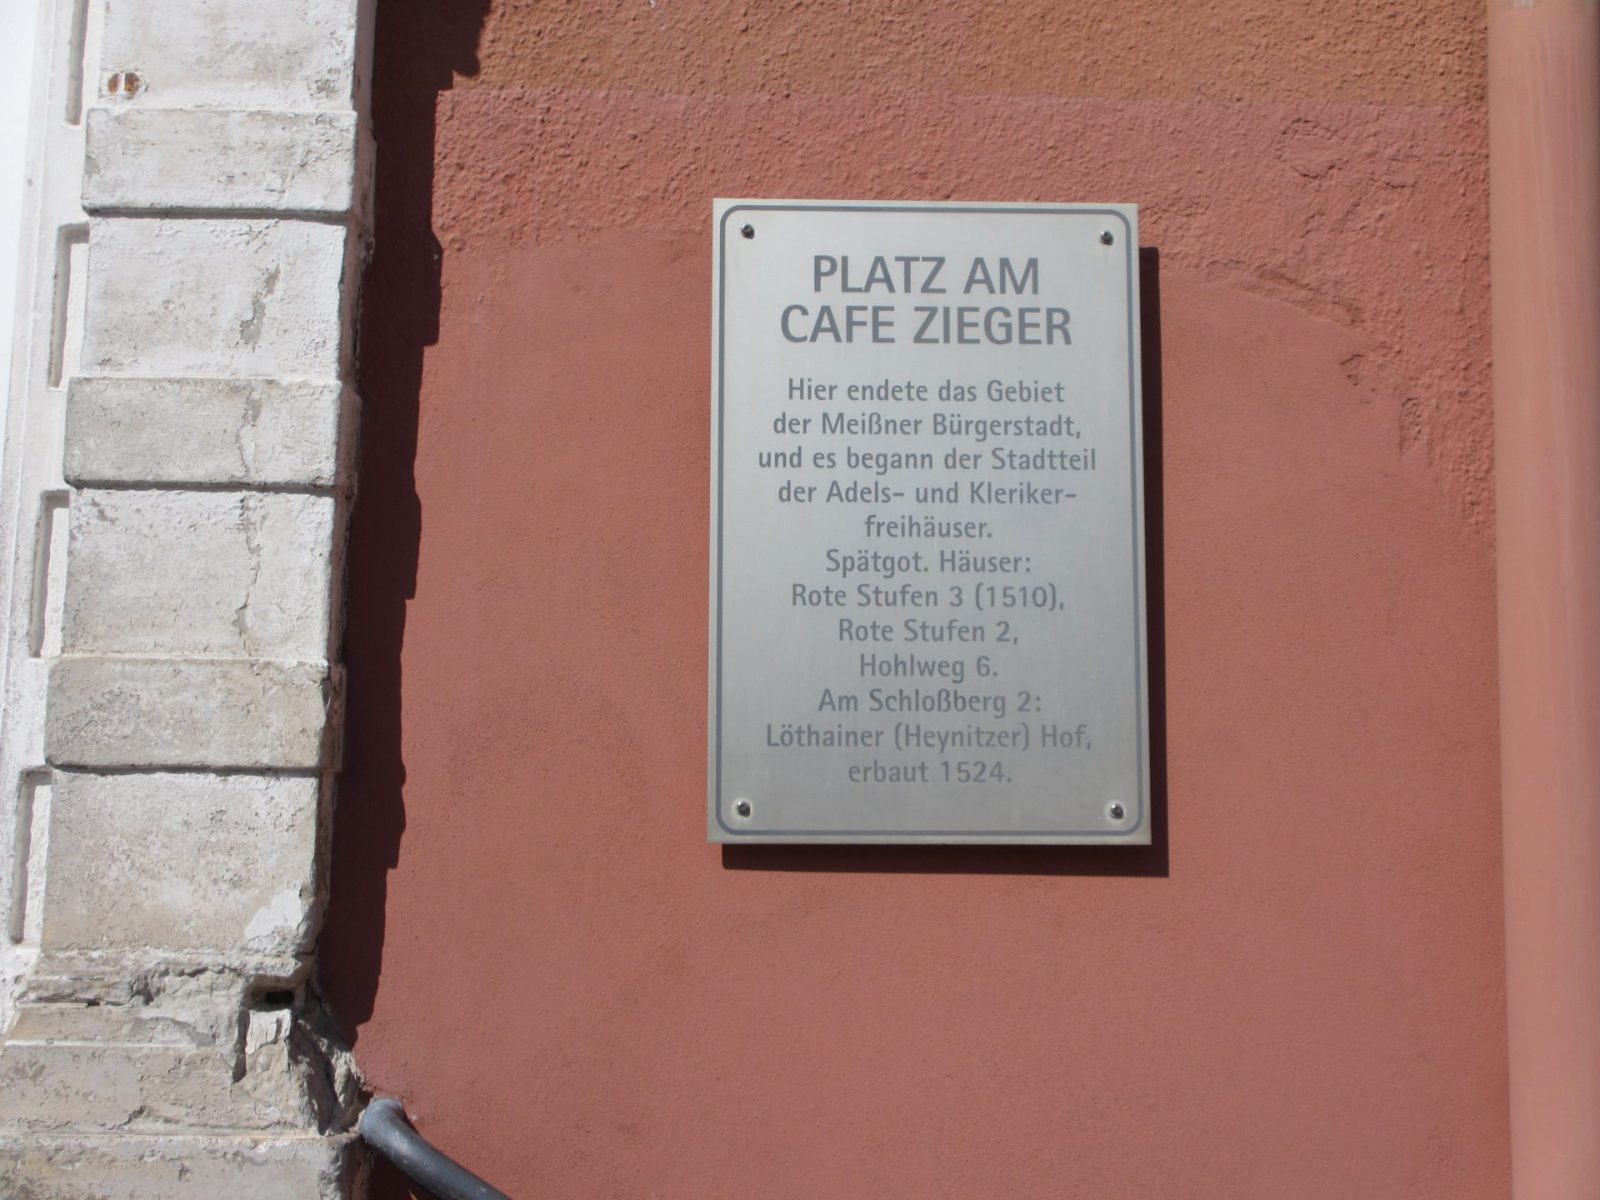 PLATZ AM
CAFE ZIEGER
Hier endete das Gebiet
der Meißner Bürgerstadt,
und es begann der Stadtteil
der Adels- und Kleriker-
freihäuser.
Spätgot. Häuser:
Rote Stufen 3 (1510),
Rote Stufen 2,
Hohlweg 6.
Am Schloßberg 2:
Löthainer (Heynitzer) Hof,
erbaut 1524.